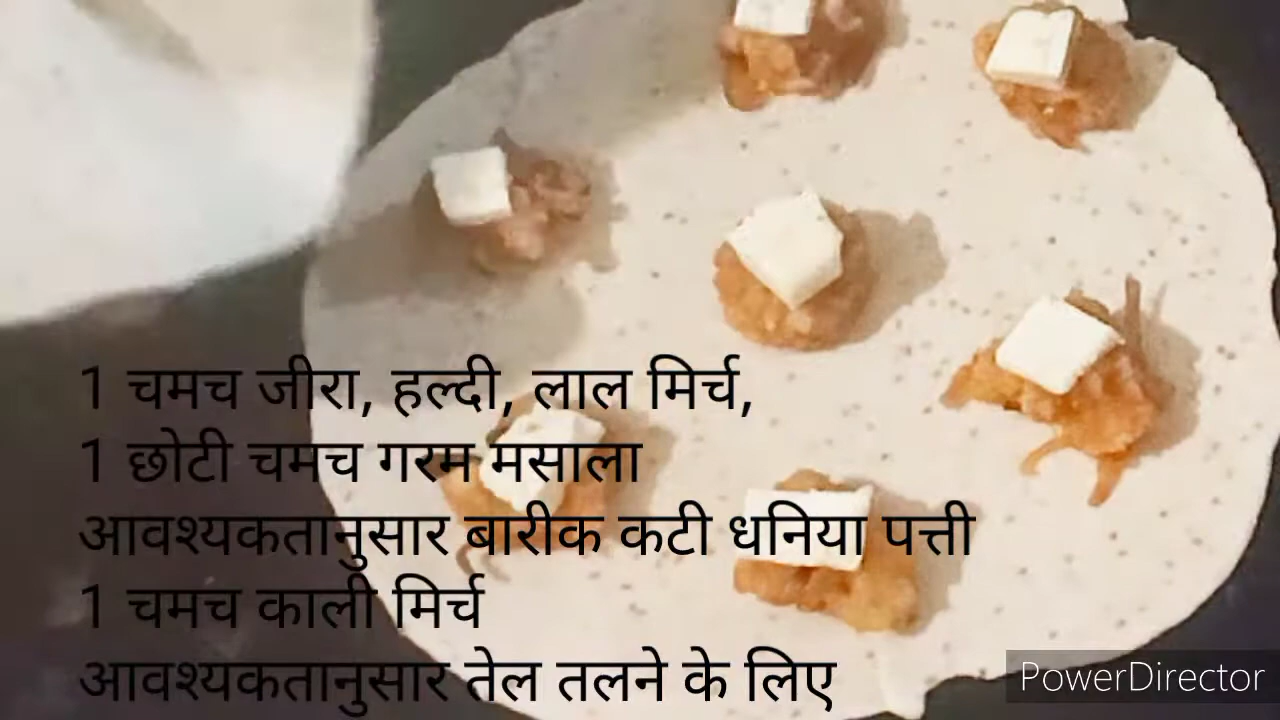 1 चमच जीरा, हल्दी, लाल मिर्च,
1 छोटी चमच गरम मसाला
आवश्यकतानुसार बारीक कटी धनिया पत्ती
1 चमच काली मिर्च
आवश्यकतानुसार तेल तलने के लिए
PowerDirector